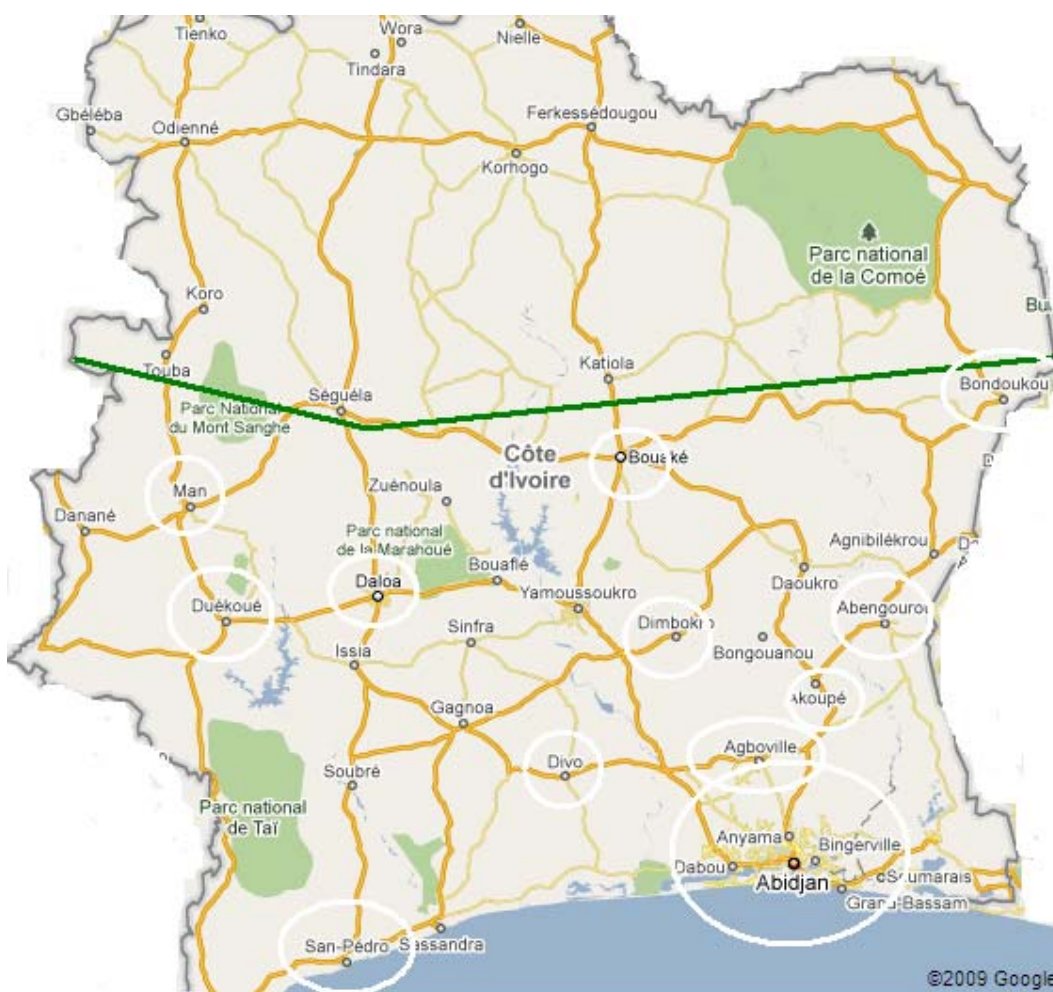 Tienko
Wora
Nielle
Tindara
Gbéléba
Odienné
Ferkessédougou
Korhogo
Parc national
de la Comoé
Koro
Touba
Katiola
Séguéla
Bondoukou
Parc National
du Mont Sanghe
Côte
d'Ivoire
Bouaké
Man
Zuénoula
Danané
Parc national
de la Marahoué
Agnibilékrou
Bouaflé
Daloa
Daoukro
Duékoué
Yamoussoukro
Abengourou
Sinfra
Dimbokro
Issia
Bongouanou
Akoupé
Gagnoa
Agboville
Divo
Soubré
Parc national
de Taï
Anyama
Bingerville
Dabou
Abidjan
Grand-Bassam
San-Pédro
Sassandra
©2009 Google